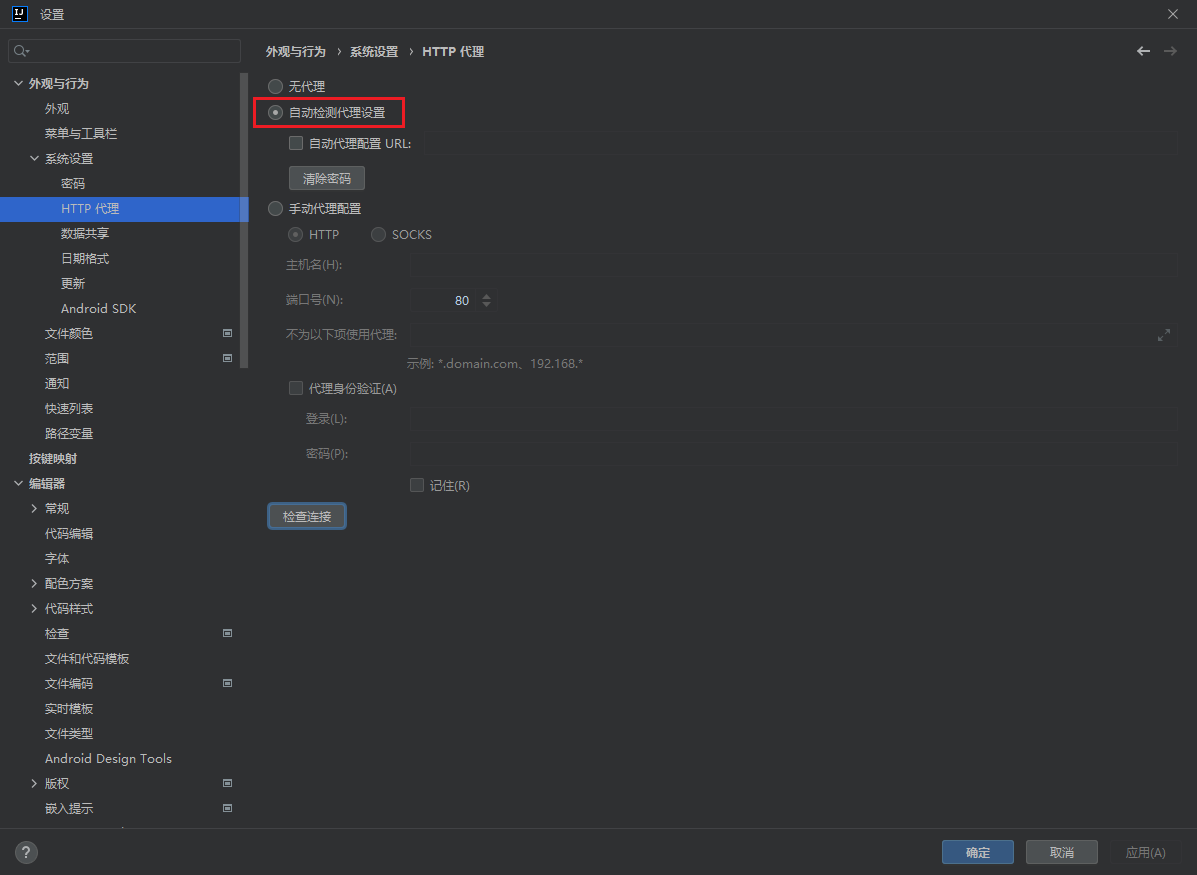 设置
外观与行为 › 系统设置 › HTTP 代理
外观与行为
外观
菜单与工具栏
系统设置
密码
HTTP 代理
数据共享
日期格式
更新
Android SDK
文件颜色
范围
通知
快速列表
路径变量
按键映射
编辑器
常规
代码编辑
字体
配色方案
代码样式
检查
文件和代码模板
文件编码
实时模板
文件类型
Android Design Tools
版权
嵌入提示
无代理
自动检测代理设置
自动代理配置 URL:
清除密码
手动代理配置
HTTP SOCKS
主机名(H):
端口号(N): 80
不为以下项使用代理:
示例: *.domain.com、192.168.*
代理身份验证(A)
登录(L):
密码(P):
记住(R)
检查连接
?
确定 取消 应用(A)